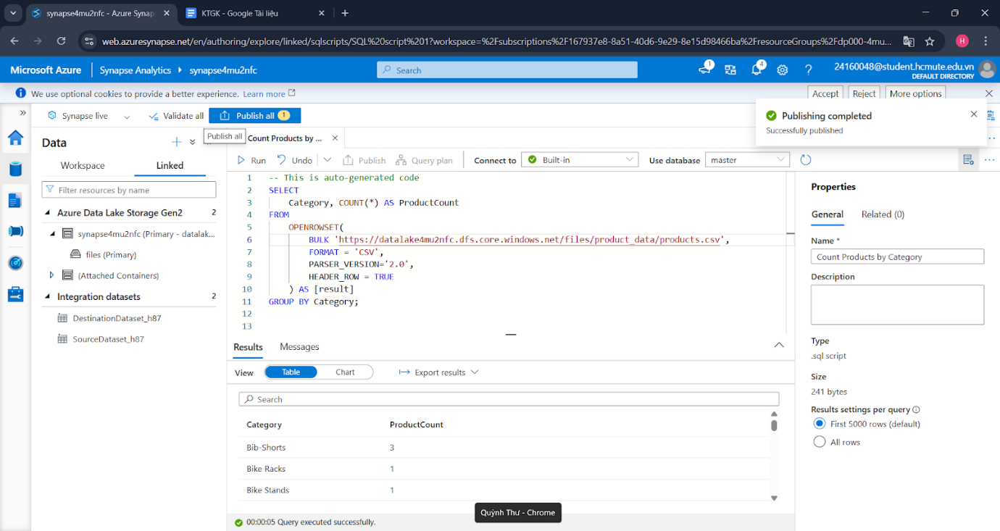 synapse4mu2nfc - Azure Synap
KTGK - Google Tài liệu
web.azuresynapse.net/en/authoring/explore/linked/sqlscripts/SQL%20script%201?workspace=%2Fsubscriptions%2F167937e8-8a51-40d6-9e29-8e15d98466ba%2FresourceGroups%2Fdp000-4mu...
H
Microsoft Azure
Synapse Analytics
synapse4mu2nfc
Search
1
4
24160048@student.hcmute.edu.vn
DEFAULT DIRECTORY
We use optional cookies to provide a better experience. Learn more
Accept
Reject
More options
Synapse live
Validate all
Publish all 1
Publishing completed
Successfully published
Publish all
Data
Workspace
Linked
Filter resources by name
Azure Data Lake Storage Gen2 2
synapse4mu2nfc (Primary - datalak...
files (Primary)
(Attached Containers)
Integration datasets 2
DestinationDataset_h87
SourceDataset_h87
Count Products by ...
Run
Undo
Publish
Query plan
Connect to
Built-in
Use database
master
1 -- This is auto-generated code
2 SELECT
3 Category, COUNT(*) AS ProductCount
4 FROM
5 OPENROWSET(
6 BULK 'https://datalake4mu2nfc.dfs.core.windows.net/files/product_data/products.csv',
7 FORMAT = 'CSV',
8 PARSER_VERSION='2.0',
9 HEADER_ROW = TRUE
10 ) AS [result]
11 GROUP BY Category;
12
13
Results
Messages
View
Table
Chart
Export results
Search
Category ProductCount
Bib-Shorts 3
Bike Racks 1
Bike Stands 1
00:00:05 Query executed successfully.
Quỳnh Thư - Chrome
Properties
General
Related (0)
Name *
Count Products by Category
Description
Type
.sql script
Size
241 bytes
Results settings per query
First 5000 rows (default)
All rows